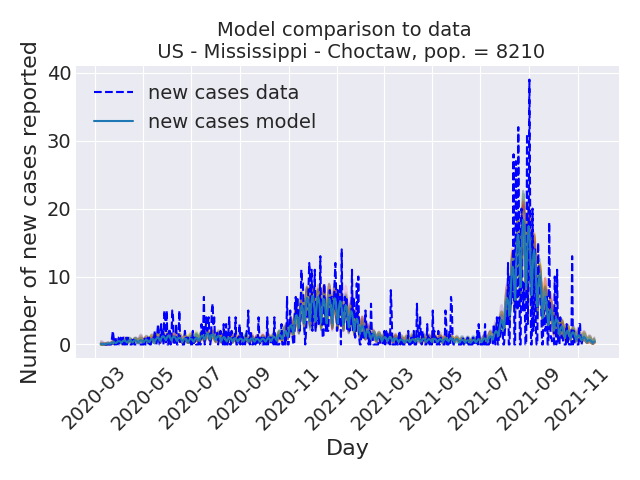 Model comparison to data
US - Mississippi - Choctaw, pop. = 8210
Number of new cases reported
40
30
20
10
0
new cases data
new cases model
2020-03
2020-05
2020-07
2020-09
2020-11
2021-01
2021-03
2021-05
2021-07
2021-09
2021-11
Day